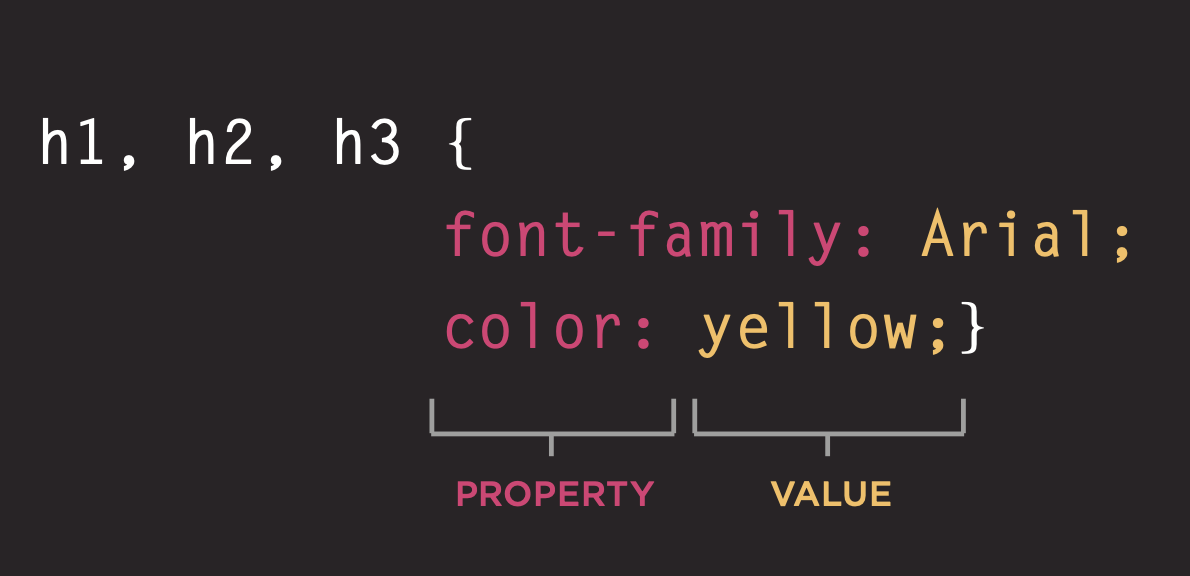 h1, h2, h3 {
font-family: Arial;
color: yellow;}
PROPERTY VALUE